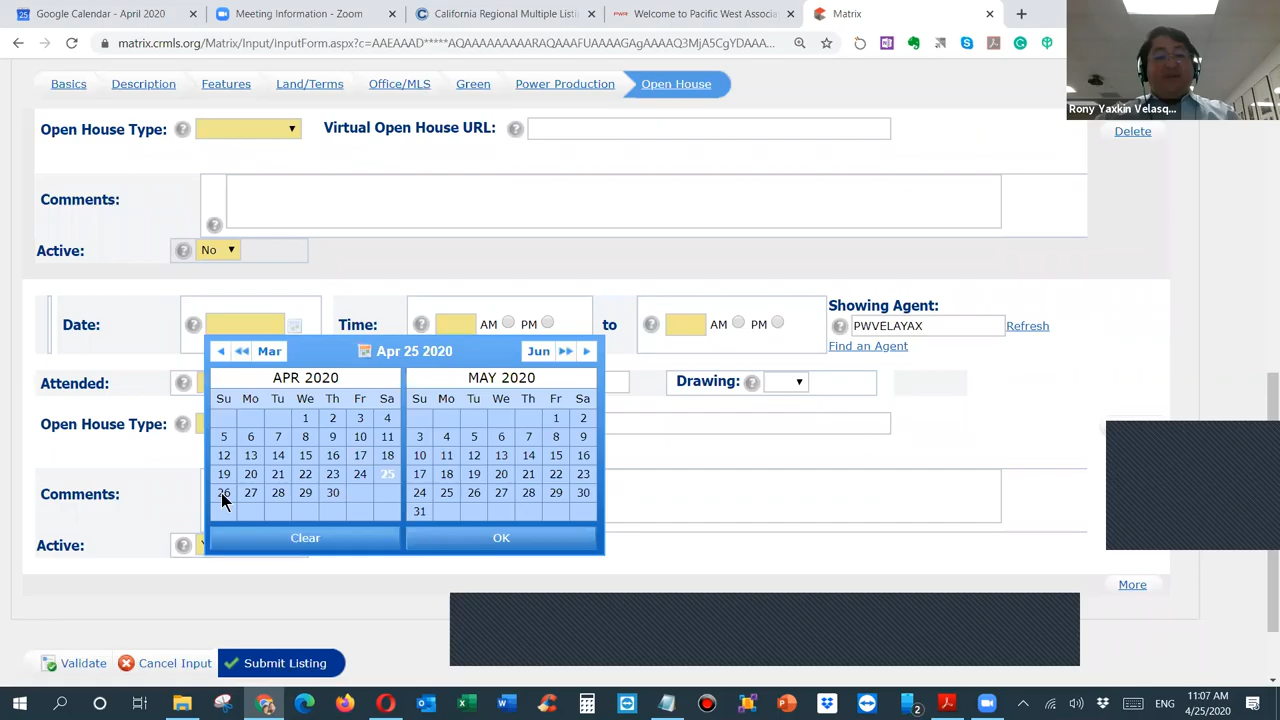 Google Calendar - April 2020
Meeting Information - Zoom
California Regional Multiple Listi
Welcome to Pacific West Associa
Matrix
matrix.crmls.org/Matrix/Input/InputForm.aspx?c=AAEAAAD*****AQAAAAAAAAARAQAAAFUAAAAGAgAAAAQ3MjA5CgYDAAA...
Rony Yaxkin Velasq...
Basics Description Features Land/Terms Office/MLS Green Power Production Open House
Open House Type: Virtual Open House URL:
Delete
Comments:
Active: No
Date: Time: AM PM to AM PM
Showing Agent:
PWVELAYAX Refresh
Find an Agent
Mar Apr 25 2020 Jun
APR 2020 MAY 2020
Su Mo Tu We Th Fr Sa Su Mo Tu We Th Fr Sa
1 2 3 4 1 2
5 6 7 8 9 10 11 3 4 5 6 7 8 9
12 13 14 15 16 17 18 10 11 12 13 14 15 16
19 20 21 22 23 24 25 17 18 19 20 21 22 23
26 27 28 29 30 24 25 26 27 28 29 30
31
Clear OK
Attended: Drawing:
Open House Type:
Comments:
Active:
More
Validate Cancel Input Submit Listing
2
ENG
11:07 AM
4/25/2020